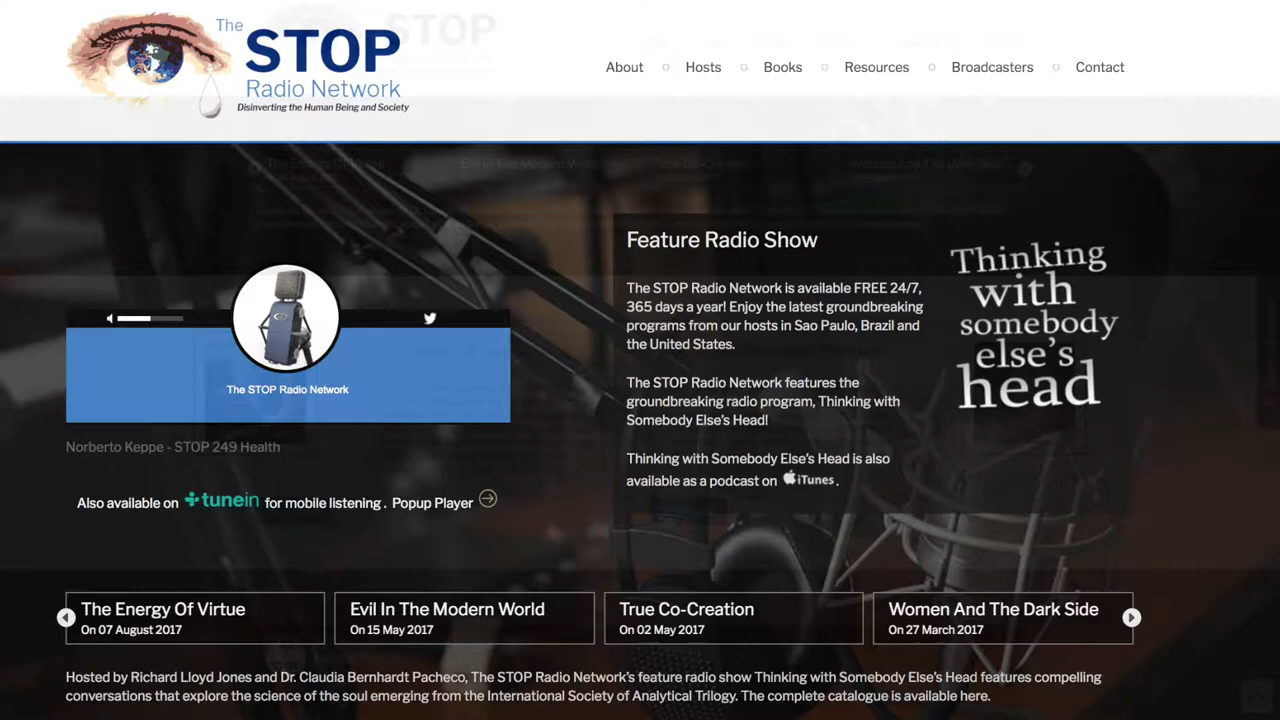 The
STOP
Radio Network
Disinverting the Human Being and Society
About
Hosts
Books
Resources
Broadcasters
Contact
Feature Radio Show
The STOP Radio Network is available FREE 24/7,
365 days a year! Enjoy the latest groundbreaking
programs from our hosts in Sao Paulo, Brazil and
the United States.
The STOP Radio Network features the
groundbreaking radio program, Thinking with
Somebody Else's Head!
Thinking with Somebody Else's Head is also
available as a podcast on iTunes .
Thinking
with
somebody
else's
head
The STOP Radio Network
Norberto Keppe - STOP 249 Health
Also available on tunein for mobile listening . Popup Player
The Energy Of Virtue
On 07 August 2017
Evil In The Modern World
On 15 May 2017
True Co-Creation
On 02 May 2017
Women And The Dark Side
On 27 March 2017
Hosted by Richard Lloyd Jones and Dr. Claudia Bernhardt Pacheco, The STOP Radio Network's feature radio show Thinking with Somebody Else's Head features compelling
conversations that explore the science of the soul emerging from the International Society of Analytical Trilogy. The complete catalogue is available here.